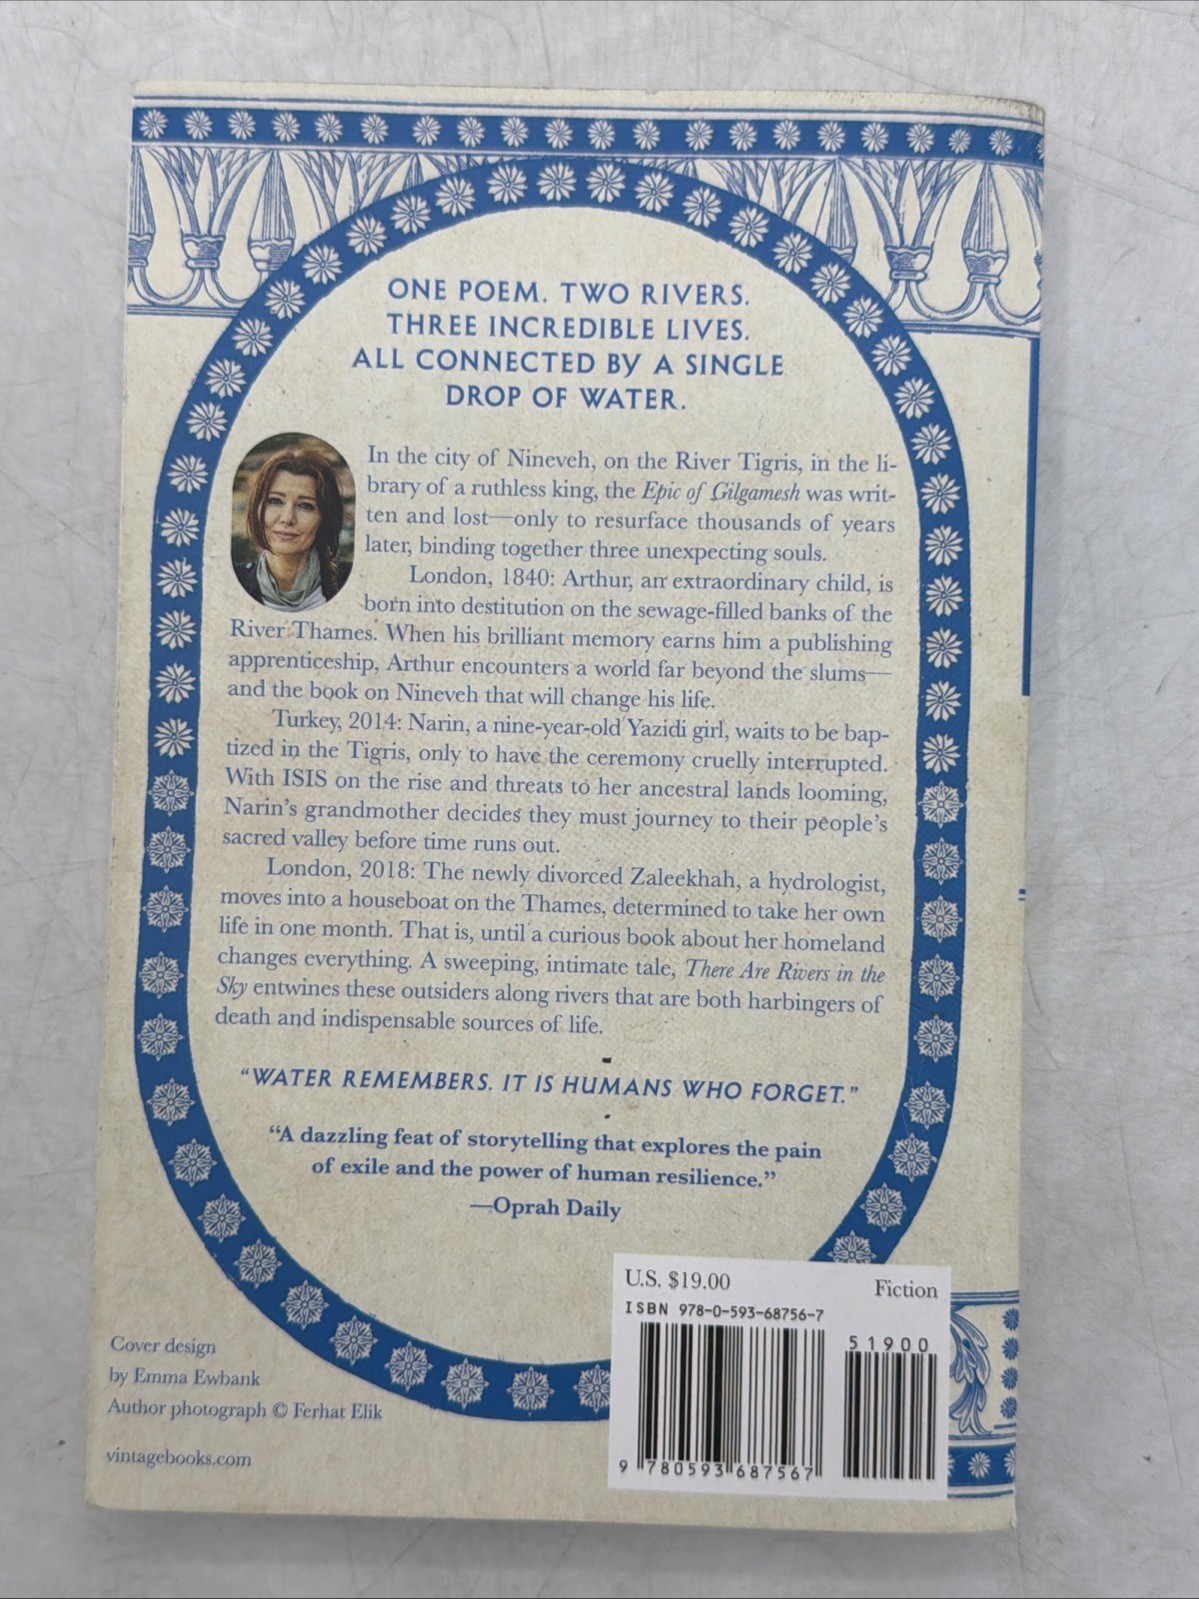 ONE POEM. TWO RIVERS.
THREE INCREDIBLE LIVES.
ALL CONNECTED BY A SINGLE
DROP OF WATER.
In the city of Nineveh, on the River Tigris, in the li-
brary of a ruthless king, the Epic of Gilgamesh was writ-
ten and lost—only to resurface thousands of years
later, binding together three unexpecting souls.
London, 1840: Arthur, an extraordinary child, is
born into destitution on the sewage-filled banks of the
River Thames. When his brilliant memory earns him a publishing
apprenticeship, Arthur encounters a world far beyond the slums—
and the book on Nineveh that will change his life.
Turkey, 2014: Narin, a nine-year-old Yazidi girl, waits to be bap-
tized in the Tigris, only to have the ceremony cruelly interrupted.
With ISIS on the rise and threats to her ancestral lands looming,
Narin's grandmother decides they must journey to their people's
sacred valley before time runs out.
London, 2018: The newly divorced Zaleekhah, a hydrologist,
moves into a houseboat on the Thames, determined to take her own
life in one month. That is, until a curious book about her homeland
changes everything. A sweeping, intimate tale, There Are Rivers in the
Sky entwines these outsiders along rivers that are both harbingers of
death and indispensable sources of life.
"WATER REMEMBERS. IT IS HUMANS WHO FORGET."
"A dazzling feat of storytelling that explores the pain
of exile and the power of human resilience."
—Oprah Daily
U.S. $19.00 Fiction
ISBN 978-0-593-68756-7
51900
9 780593 687567
Cover design
by Emma Ewbank
Author photograph © Ferhat Elik
vintagebooks.com